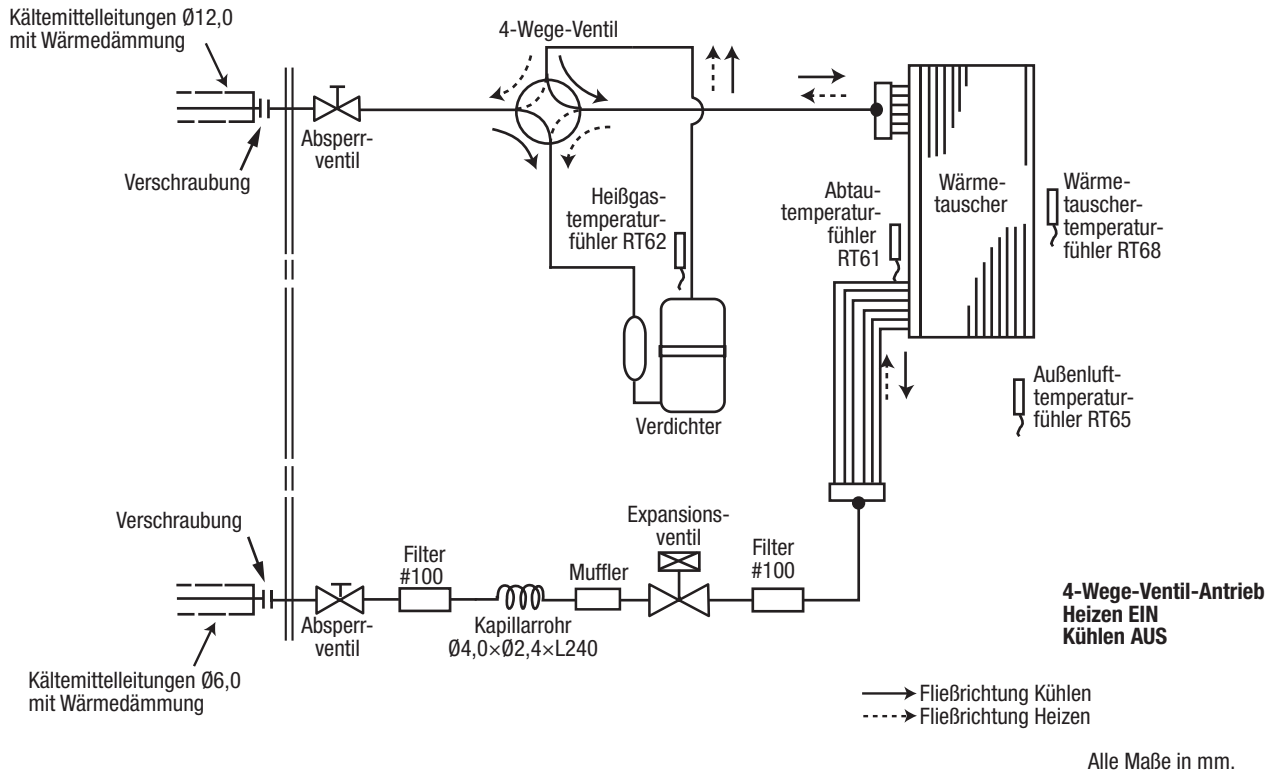 Kältemittelleitungen Ø12,0
mit Wärmedämmung
4-Wege-Ventil
Absperr-
ventil
Verschraubung
Heißgas-
temperatur-
fühler RT62
Abtau-
temperatur-
fühler
RT61
Wärme-
tauscher
Wärme-
tauscher-
temperatur-
fühler RT68
Außenluft-
temperatur-
fühler RT65
Verdichter
Verschraubung
Filter
#100
Muffler
Expansions-
ventil
Filter
#100
Absperr-
ventil
Kapillarrohr
Ø4,0×Ø2,4×L240
Kältemittelleitungen Ø6,0
mit Wärmedämmung
4-Wege-Ventil-Antrieb
Heizen EIN
Kühlen AUS
Fließrichtung Kühlen
Fließrichtung Heizen
Alle Maße in mm.